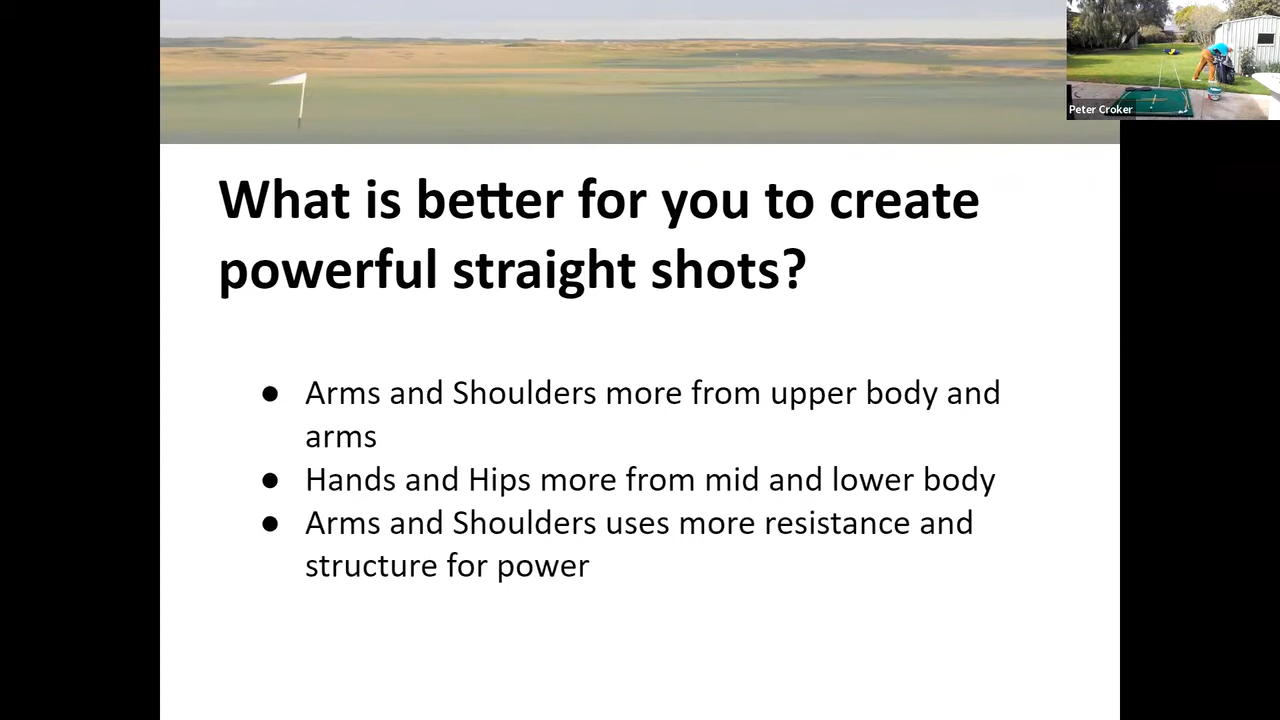 Peter Croker
What is better for you to create
powerful straight shots?
● Arms and Shoulders more from upper body and
arms
● Hands and Hips more from mid and lower body
● Arms and Shoulders uses more resistance and
structure for power